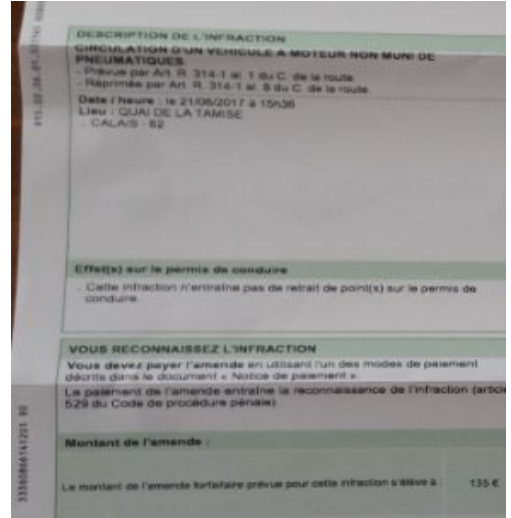 DESCRIPTION DE L'INFRACTION
CIRCULATION D'UN VEHICULE A MOTEUR NON MUNI DE
PNEUMATIQUES
- Prévue par Art. R. 314-1 al. 1 du C. de la route
- Réprimée par Art. R. 314-1 al. 8 du C. de la route
Date / heure : le 21/06/2017 à 15h36
Lieu : QUAI DE LA TAMISE
- CALAIS - 62
Effet(s) sur le permis de conduire
- Cette infraction n'entraîne pas de retrait de point(s) sur le permis de
conduire.
VOUS RECONNAISSEZ L'INFRACTION
Vous devez payer l'amende en utilisant l'un des modes de paiement
décrits dans le document « Notice de paiement ».
Le paiement de l'amende entraîne la reconnaissance de l'infraction (article
529 du Code de procédure pénale).
Montant de l'amende :
Le montant de l'amende forfaitaire prévue pour cette infraction s'élève à : 135 €